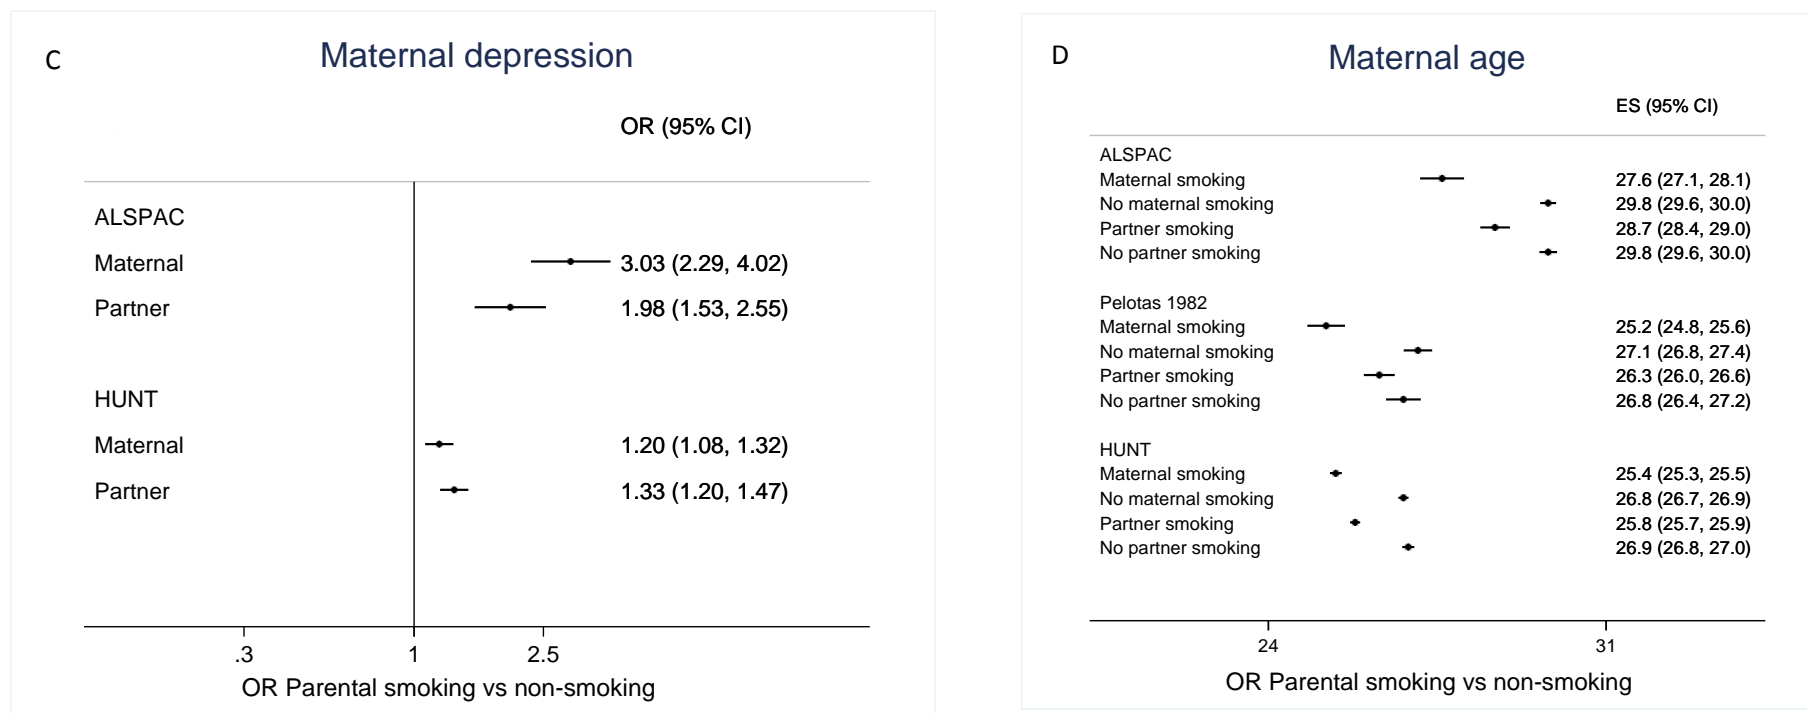 C
Maternal depression
OR (95% CI)
ALSPAC
Maternal 3.03 (2.29, 4.02)
Partner 1.98 (1.53, 2.55)
HUNT
Maternal 1.20 (1.08, 1.32)
Partner 1.33 (1.20, 1.47)
.3 1 2.5
OR Parental smoking vs non-smoking
D
Maternal age
ES (95% CI)
ALSPAC
Maternal smoking 27.6 (27.1, 28.1)
No maternal smoking 29.8 (29.6, 30.0)
Partner smoking 28.7 (28.4, 29.0)
No partner smoking 29.8 (29.6, 30.0)
Pelotas 1982
Maternal smoking 25.2 (24.8, 25.6)
No maternal smoking 27.1 (26.8, 27.4)
Partner smoking 26.3 (26.0, 26.6)
No partner smoking 26.8 (26.4, 27.2)
HUNT
Maternal smoking 25.4 (25.3, 25.5)
No maternal smoking 26.8 (26.7, 26.9)
Partner smoking 25.8 (25.7, 25.9)
No partner smoking 26.9 (26.8, 27.0)
24 31
OR Parental smoking vs non-smoking